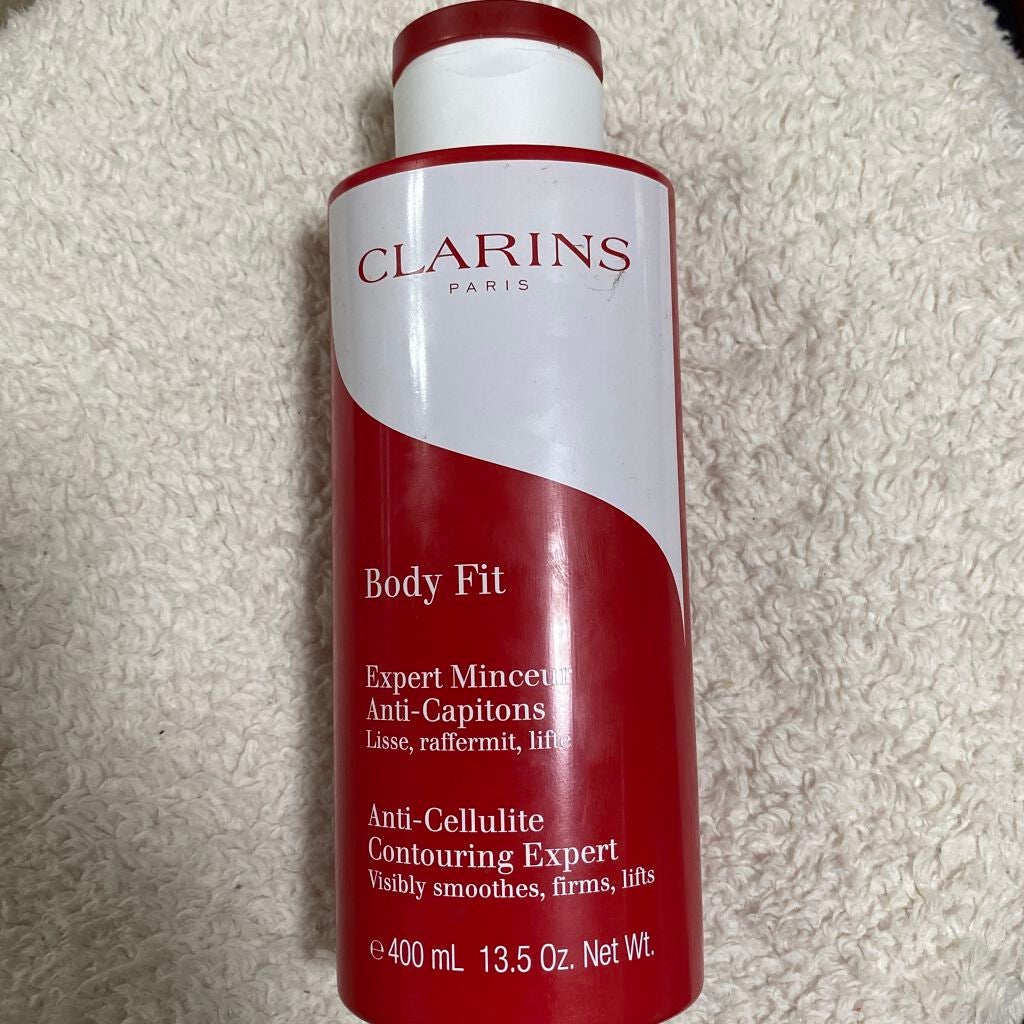 CLARINS
PARIS
Body Fit
Expert Minceur
Anti-Capitons
Lisse, raffermit, lifte
Anti-Cellulite
Contouring Expert
Visibly smoothes, firms, lifts
℮400 mL 13.5 Oz. Net Wt.